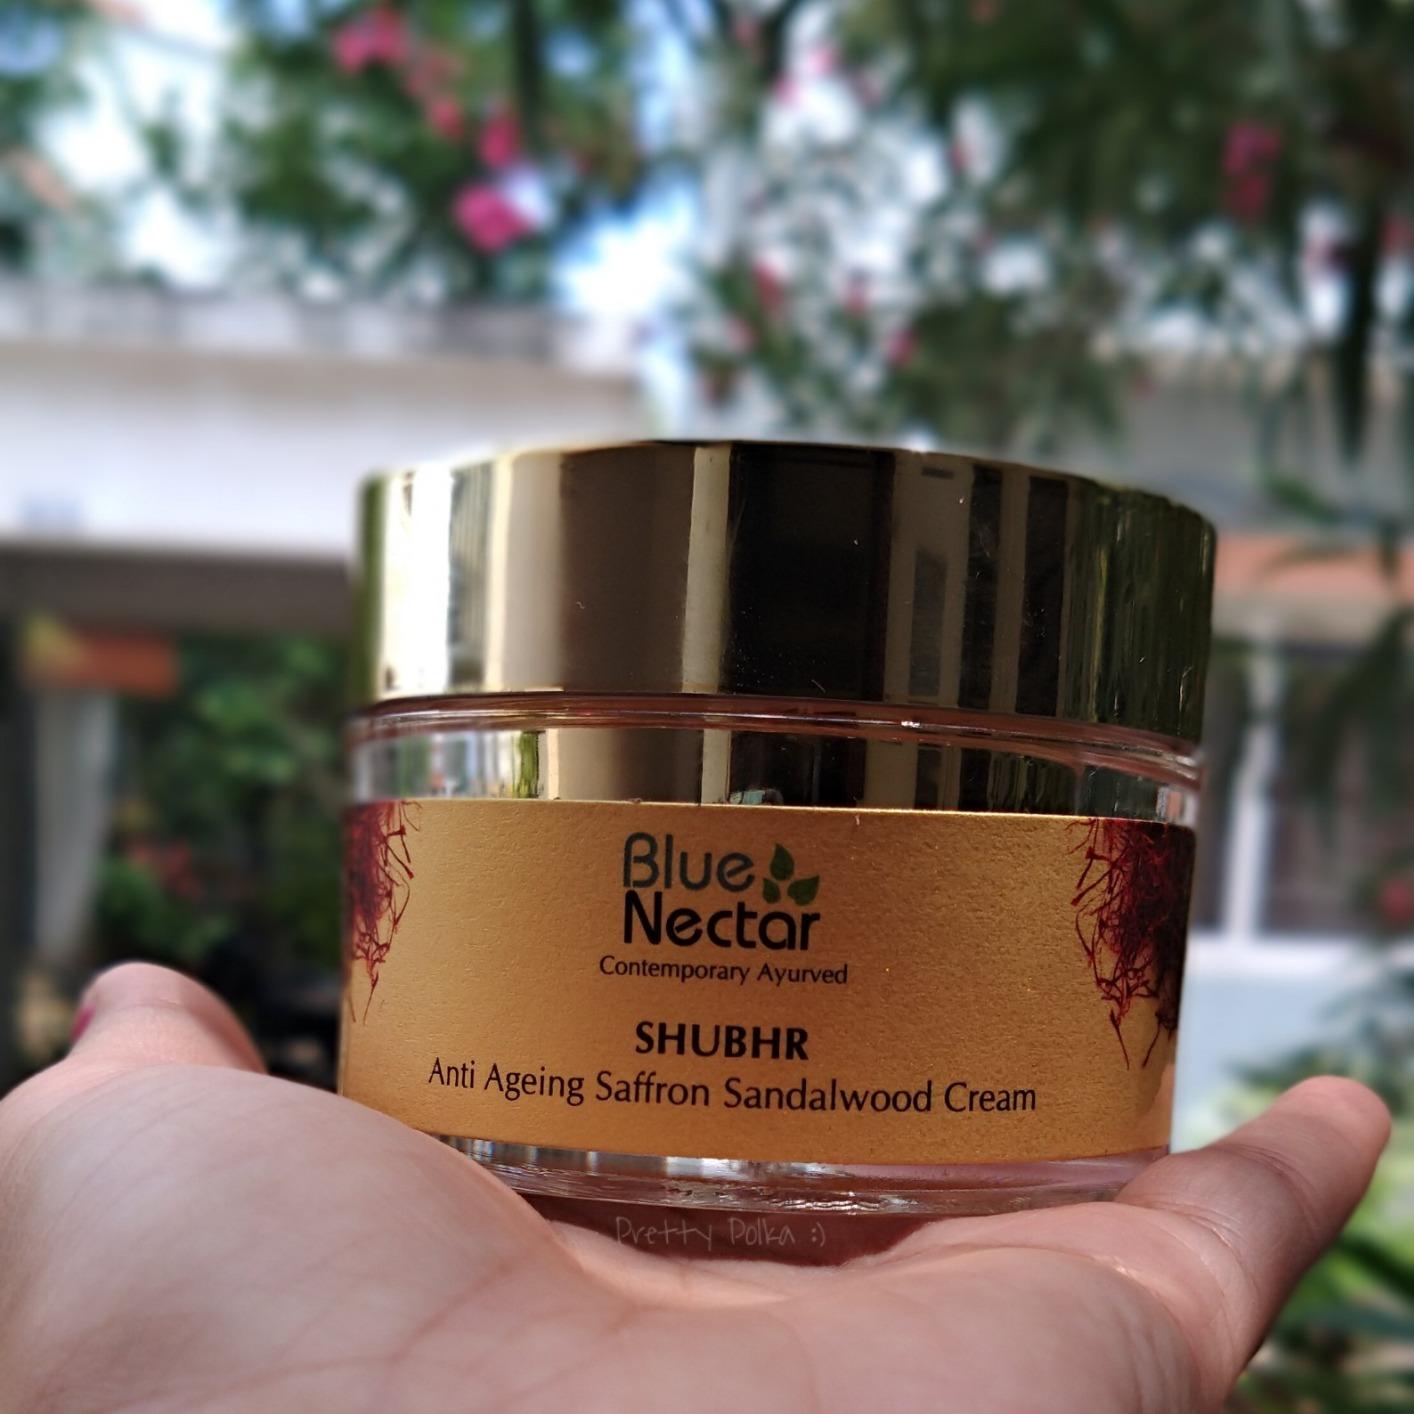 Blue
Nectar
Contemporary Ayurved
SHUBHR
Anti Ageing Saffron Sandalwood Cream
Pretty Polka :)